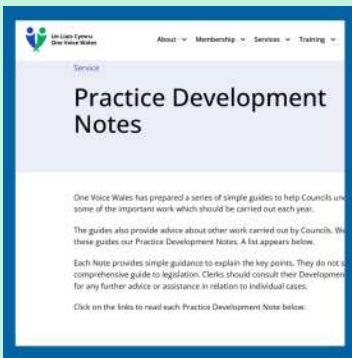 Un Llais Cymru
One Voice Wales
About Membership Services Training
Service
Practice Development
Notes
One Voice Wales has prepared a series of simple guides to help Councils un
some of the important work which should be carried out each year.
The guides also provide advice about other work carried out by Councils. We
these guides our Practice Development Notes. A list appears below.
Each Note provides simple guidance to explain the key points. They do not s
comprehensive guide to legislation. Clerks should consult their Developmen
for any further advice or assistance in relation to individual cases.
Click on the links to read each Practice Development Note below: